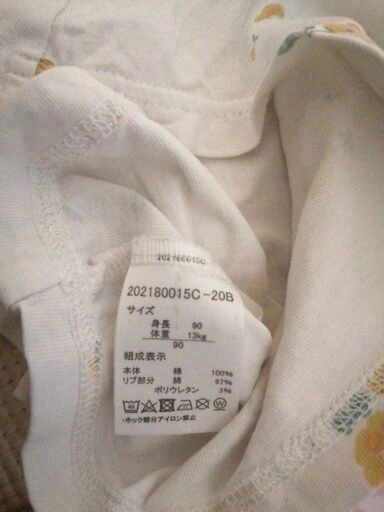 202180015C
202180015C-20B
サイズ
身長 90
体重 13kg
90
組成表示
本体 綿 100%
リブ部分 綿 97%
ポリウレタン 3%
40
W
・ホック部分アイロン禁止